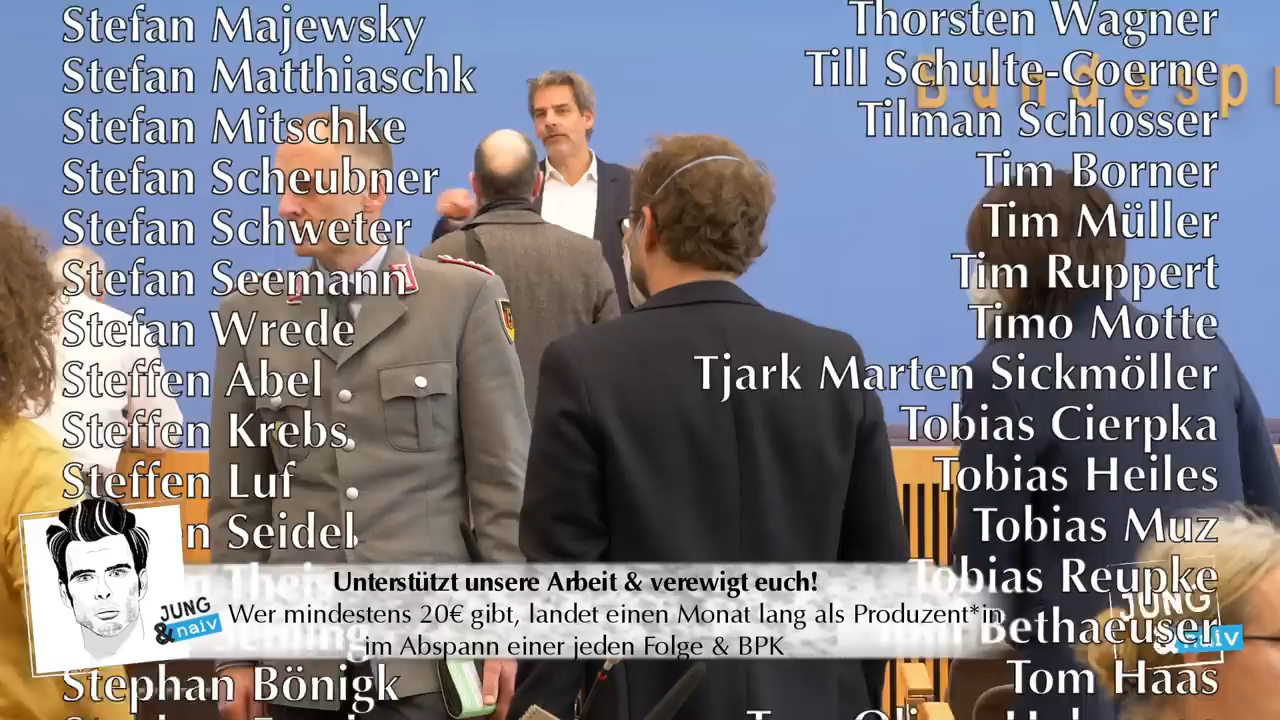 Stefan Majewsky
Stefan Matthiaschk
Stefan Mitschke
Stefan Scheubner
Stefan Schweter
Stefan Seemann
Stefan Wrede
Steffen Abel
Steffen Krebs
Steffen Luf
Seidel
Stephan Bönigk
Thorsten Wagner
Till Schulte-Coerne
Tilman Schlosser
Tim Borner
Tim Müller
Tim Ruppert
Timo Motte
Tjark Marten Sickmöller
Tobias Cierpka
Tobias Heiles
Tobias Muz
Tobias Reupke
Bethaeuser
Tom Haas
JUNG
& naiv
Unterstützt unsere Arbeit & verewigt euch!
Wer mindestens 20€ gibt, landet einen Monat lang als Produzent*in
im Abspann einer jeden Folge & BPK
JUNG
& naiv